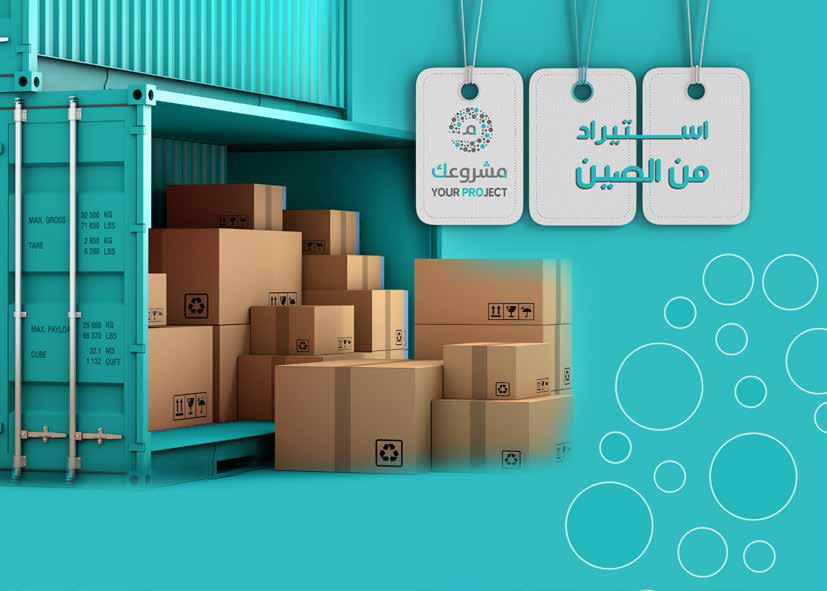 مشروعك
YOUR PROJECT
استيراد
من الصين
MAX. GROSS 32 500 KG
71 650 LBS
TARE 2 850 KG
6 280 LBS
MAX. PAYLOA 29 650 KG
65 370 LBS
CUBE 32.1 M3
1 132 CUFT